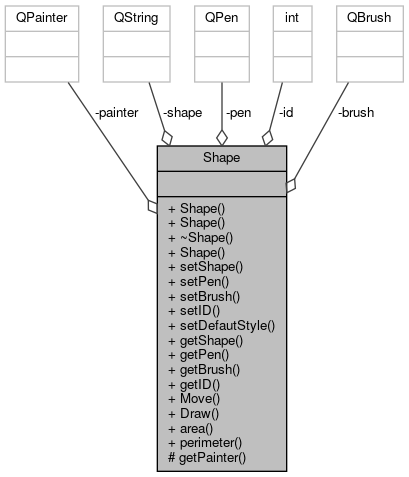 QPainter QString QPen int QBrush
-painter -shape -pen -id -brush
Shape
+ Shape()
+ Shape()
+ ~Shape()
+ Shape()
+ setShape()
+ setPen()
+ setBrush()
+ setID()
+ setDefautStyle()
+ getShape()
+ getPen()
+ getBrush()
+ getID()
+ Move()
+ Draw()
+ area()
+ perimeter()
# getPainter()